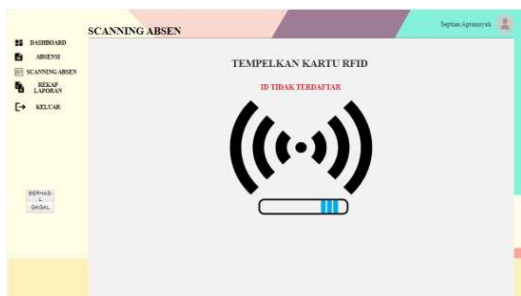 SCANNING ABSEN
Septian Apriansyah
DASHBOARD
ABSENSI
SCANNING ABSEN
REKAP
LAPORAN
KELUAR
BERHASI
L
GAGAL
TEMPELKAN KARTU RFID
ID TIDAK TERDAFTAR